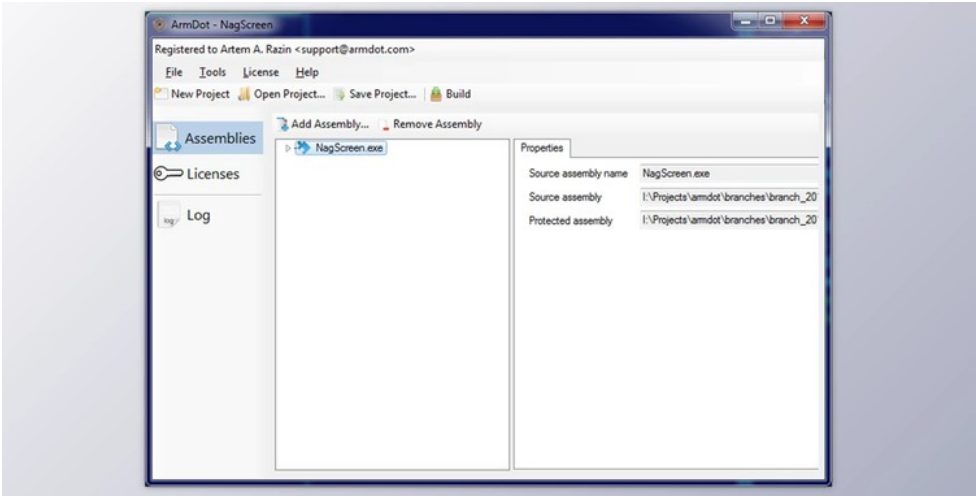 ArmDot - NagScreen
Registered to Artem A. Razin <support@armdot.com>
File Tools License Help
New Project Open Project... Save Project... Build
Add Assembly... Remove Assembly
Assemblies
Licenses
Log
NagScreen.exe
Properties
Source assembly name NagScreen.exe
Source assembly I:\Projects\armdot\branches\branch_20
Protected assembly I:\Projects\armdot\branches\branch_20